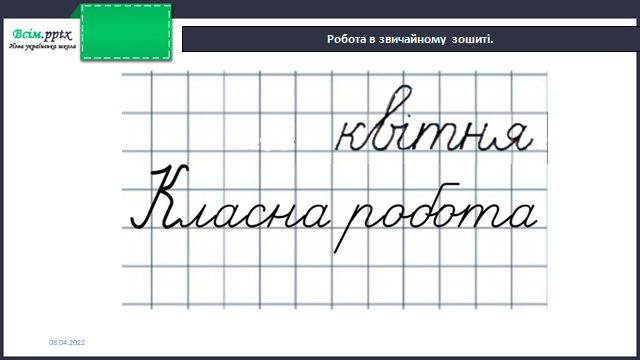 Всім.pptx
Нова українська школа
Робота в звичайному зошиті.
квітня
Класна робота
08.04.2022